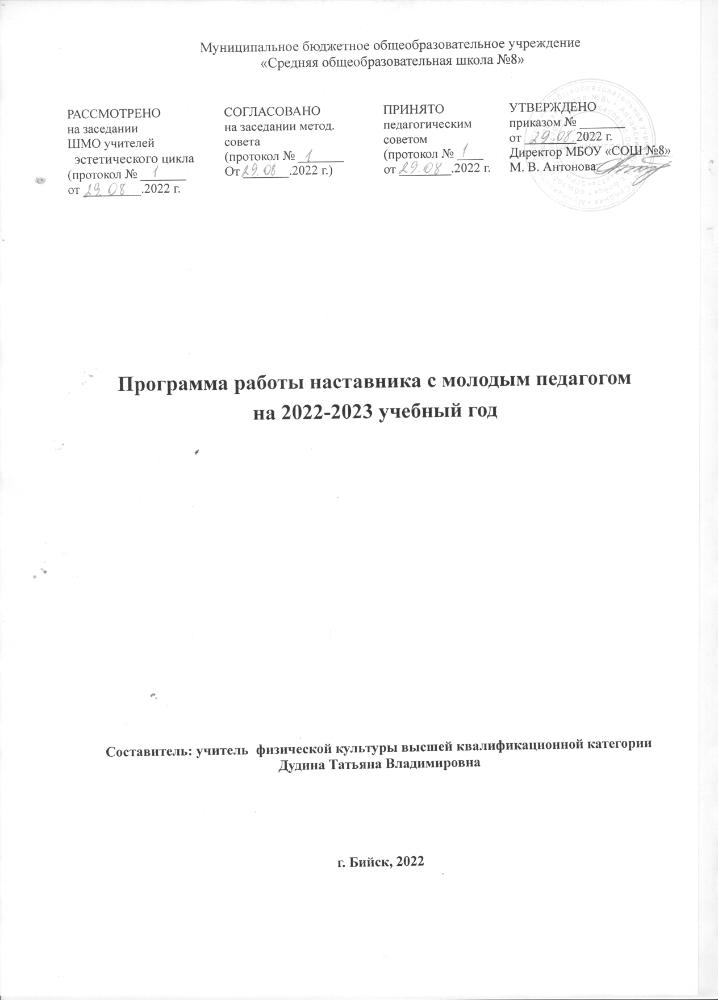 Муниципальное бюджетное общеобразовательное учреждение
«Средняя общеобразовательная школа №8»
РАССМОТРЕНО
на заседании
ШМО учителей
эстетического цикла
(протокол № 1
от 29.08.2022 г.
СОГЛАСОВАНО
на заседании метод.
совета
(протокол № 1
От 29.08.2022 г.)
ПРИНЯТО
педагогическим
советом
(протокол № 1
от 29.08.2022 г.
УТВЕРЖДЕНО
приказом № ________
от 29.08.2022 г.
Директор МБОУ «СОШ №8»
М. В. Антонова
Программа работы наставника с молодым педагогом
на 2022-2023 учебный год
Составитель: учитель физической культуры высшей квалификационной категории
Дудина Татьяна Владимировна
г. Бийск, 2022